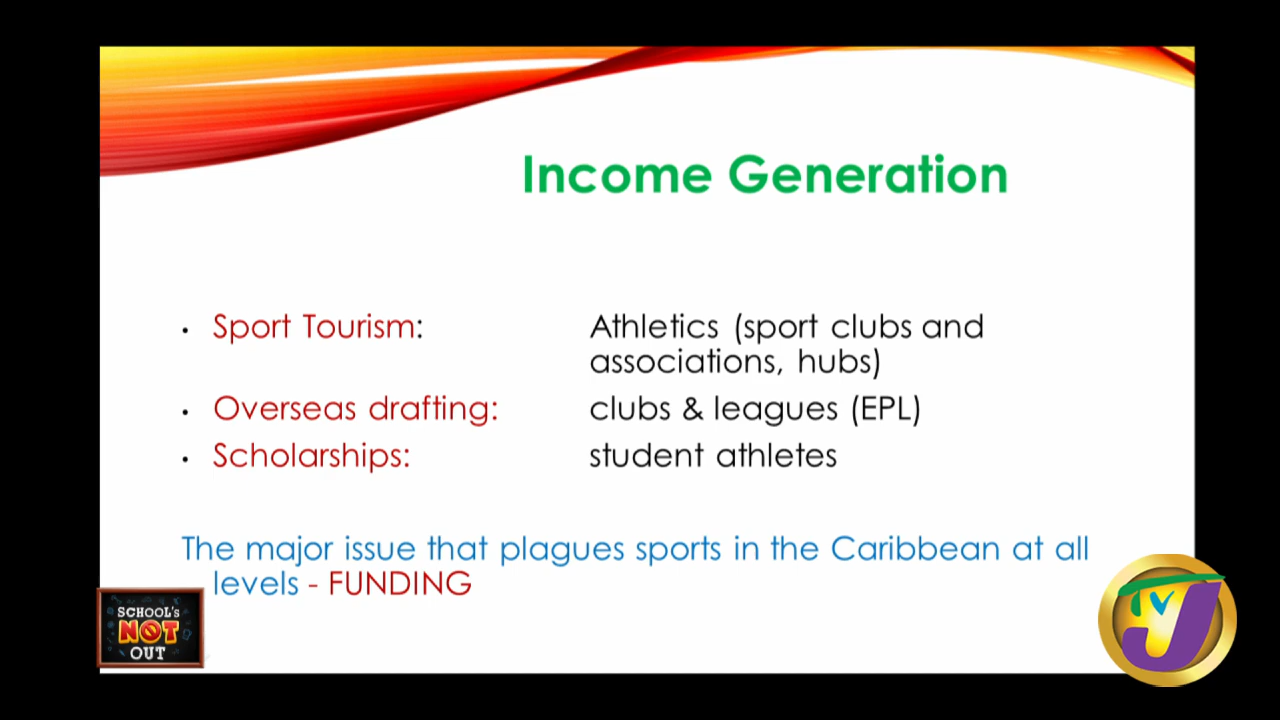 Income Generation
• Sport Tourism: Athletics (sport clubs and
associations, hubs)
• Overseas drafting: clubs & leagues (EPL)
• Scholarships: student athletes
The major issue that plagues sports in the Caribbean at all
levels - FUNDING
SCHOOL's
NOT
OUT
TVJ